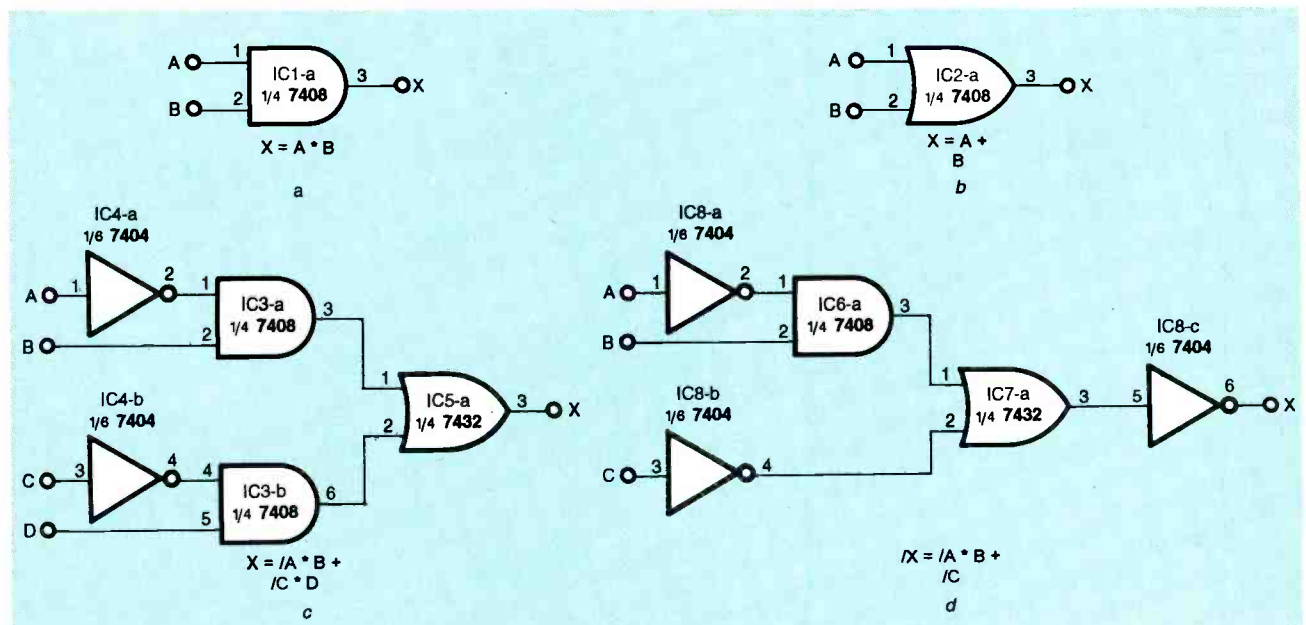 A 1 IC1-a 3 X
1/4 7408
B 2
X = A * B
a
A 1 IC2-a 3 X
1/4 7408
B 2
X = A +
B
b
IC4-a
1/6 7404
A 1 2 1 IC3-a 3
1/4 7408
B 2
1 IC5-a 3 X
1/4 7432
2
IC4-b
1/6 7404
C 3 4 4 IC3-b 6
1/4 7408
D 5
X = /A * B +
/C * D
c
IC8-a
1/6 7404
A 1 2 1 IC6-a 3
1/4 7408
B 2
IC8-c
1/6 7404
1 IC7-a 3 5 6 X
1/4 7432
2
IC8-b
1/6 7404
C 3 4
/X = /A * B +
/C
d